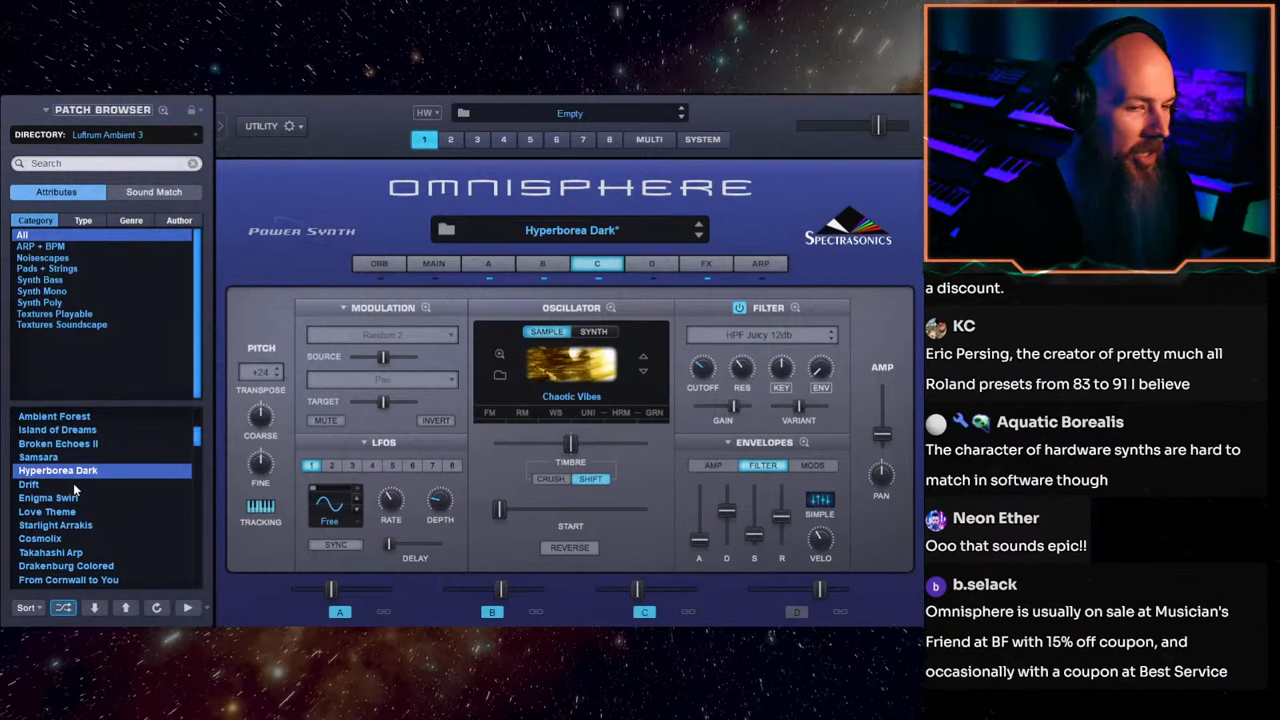 PATCH BROWSER
DIRECTORY: Luftrum Ambient 3
Search
Attributes Sound Match
Category Type Genre Author
All
ARP + BPM
Noisescapes
Pads + Strings
Synth Bass
Synth Mono
Synth Poly
Textures Playable
Textures Soundscape
Ambient Forest
Island of Dreams
Broken Echoes II
Samsara
Hyperborea Dark
Drift
Enigma Swirl
Love Theme
Starlight Arrakis
Cosmolix
Takahashi Arp
Drakenburg Colored
From Cornwall to You
Sort
UTILITY
HW
Empty
1 2 3 4 5 6 7 8 MULTI SYSTEM
OMNISPHERE
POWER SYNTH
Hyperborea Dark*
SPECTRASONICS
ORB MAIN A B C D FX ARP
PITCH
+24
TRANSPOSE
COARSE
FINE
TRACKING
MODULATION
Random 2
SOURCE
Pan
TARGET
MUTE INVERT
LFOS
1 2 3 4 5 6 7 8
Free
RATE DEPTH
SYNC
DELAY
OSCILLATOR
SAMPLE SYNTH
Chaotic Vibes
FM RM WS UNI HRM GRN
TIMBRE
CRUSH SHIFT
START
REVERSE
FILTER
HPF Juicy 12db
CUTOFF RES KEY ENV
GAIN VARIANT
ENVELOPES
AMP FILTER MODS
SIMPLE
A D S R VELO
AMP
PAN
A B C D
a discount.
KC
Eric Persing, the creator of pretty much all
Roland presets from 83 to 91 I believe
Aquatic Borealis
The character of hardware synths are hard to
match in software though
Neon Ether
Ooo that sounds epic!!
b b.selack
Omnisphere is usually on sale at Musician's
Friend at BF with 15% off coupon, and
occasionally with a coupon at Best Service